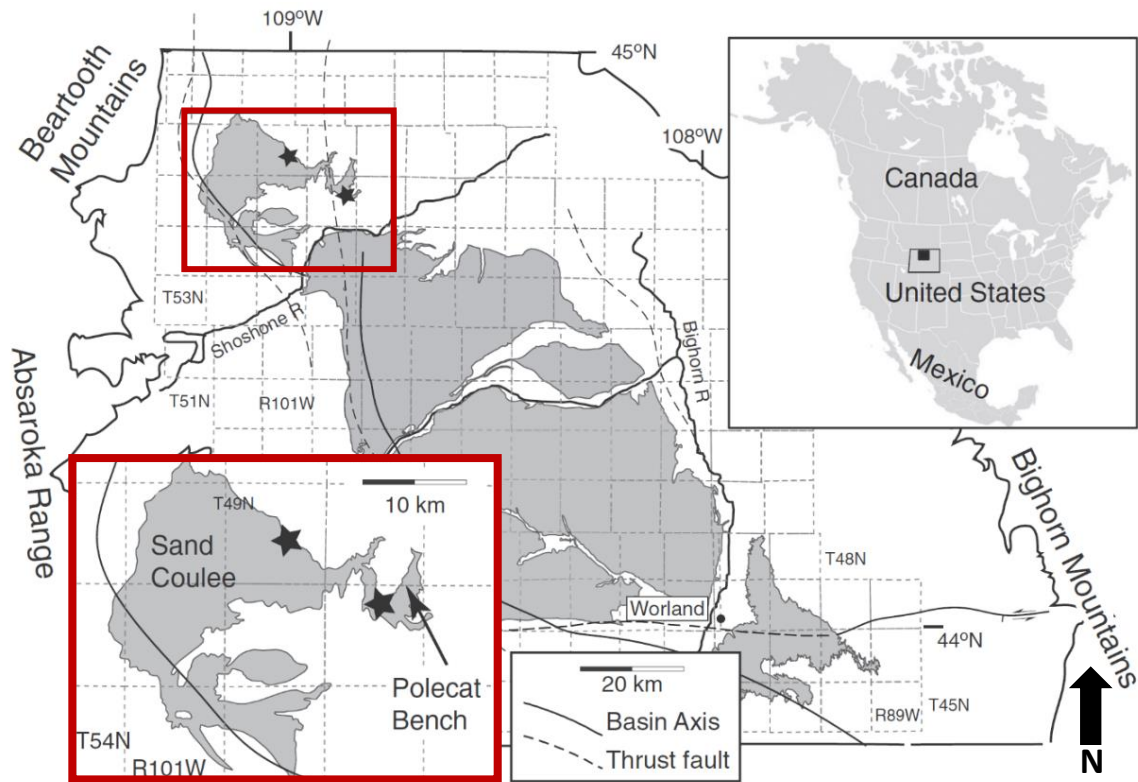 109°W
45°N
Beartooth
Mountains
108°W
Canada
United States
Mexico
T53N
Shoshone R
Bighorn R
T51N
R101W
Absaroka Range
Bighorn Mountains
10 km
T49N
Sand
Coulee
T48N
Worland
44°N
Polecat
Bench
20 km
Basin Axis
Thrust fault
R89W
T45N
T54N
R101W
N